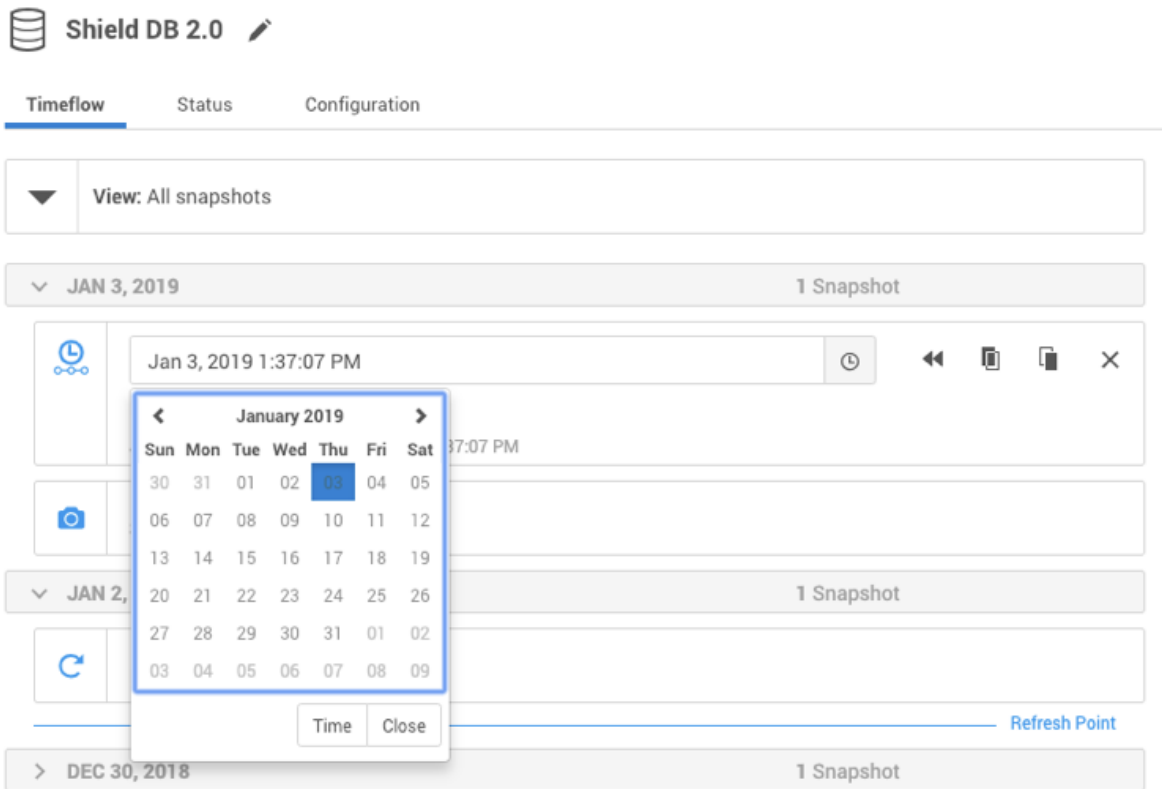 Shield DB 2.0
Timeflow Status Configuration
View: All snapshots
JAN 3, 2019 1 Snapshot
Jan 3, 2019 1:37:07 PM
January 2019
Sun Mon Tue Wed Thu Fri Sat
37:07 PM
30 31 01 02 03 04 05
06 07 08 09 10 11 12
13 14 15 16 17 18 19
20 21 22 23 24 25 26
27 28 29 30 31 01 02
03 04 05 06 07 08 09
JAN 2, 1 Snapshot
Time Close
Refresh Point
DEC 30, 2018 1 Snapshot